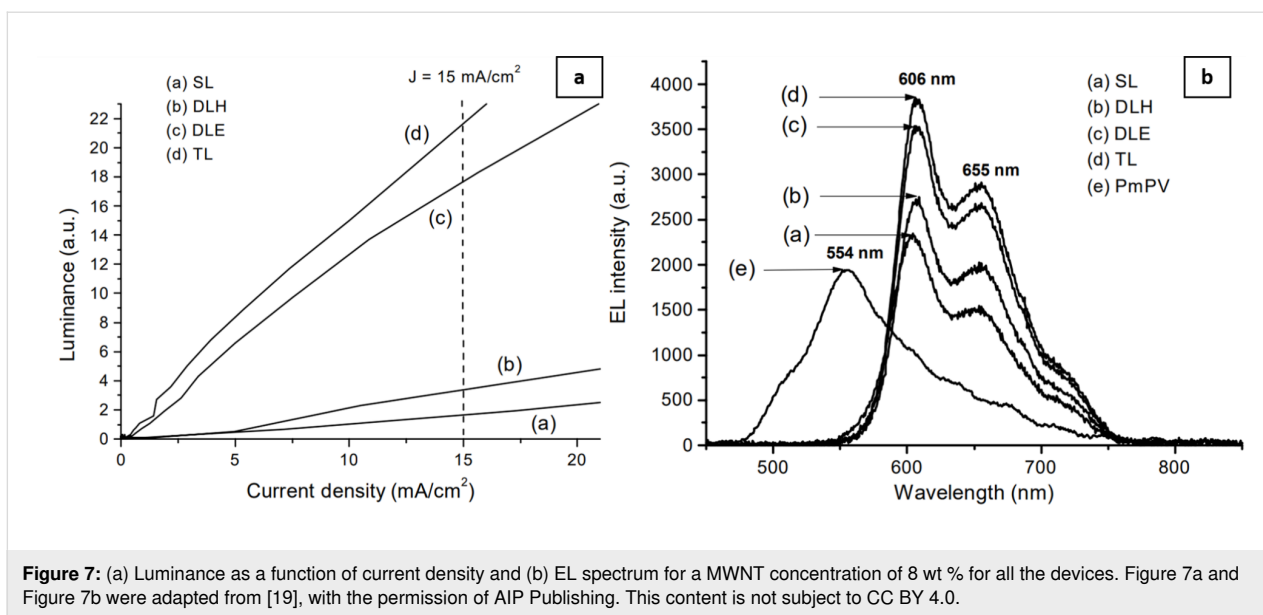 a
J = 15 mA/cm²
(a) SL
(b) DLH
(c) DLE
(d) TL
Luminance (a.u.)
22
20
18
16
14
12
10
8
6
4
2
0
(d)
(c)
(b)
(a)
0 5 10 15 20
Current density (mA/cm²)
b
(a) SL
(b) DLH
(c) DLE
(d) TL
(e) PmPV
EL intensity (a.u.)
4000
3500
3000
2500
2000
1500
1000
500
0
606 nm
655 nm
554 nm
(d)
(c)
(b)
(a)
(e)
500 600 700 800
Wavelength (nm)
Figure 7: (a) Luminance as a function of current density and (b) EL spectrum for a MWNT concentration of 8 wt % for all the devices. Figure 7a and
Figure 7b were adapted from [19], with the permission of AIP Publishing. This content is not subject to CC BY 4.0.